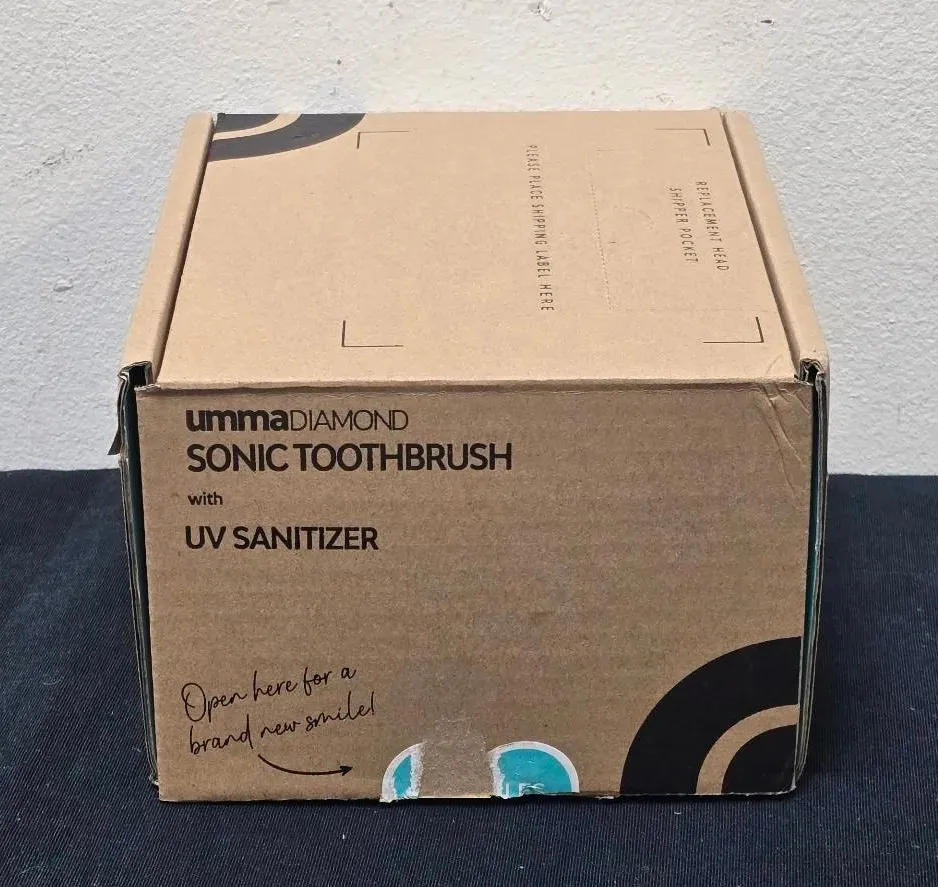 PLEASE PLACE SHIPPING LABEL HERE
REPLACEMENT HEAD
SHIPPER POCKET
ummaDIAMOND
SONIC TOOTHBRUSH
with
UV SANITIZER
Open here for a
brand new smile!